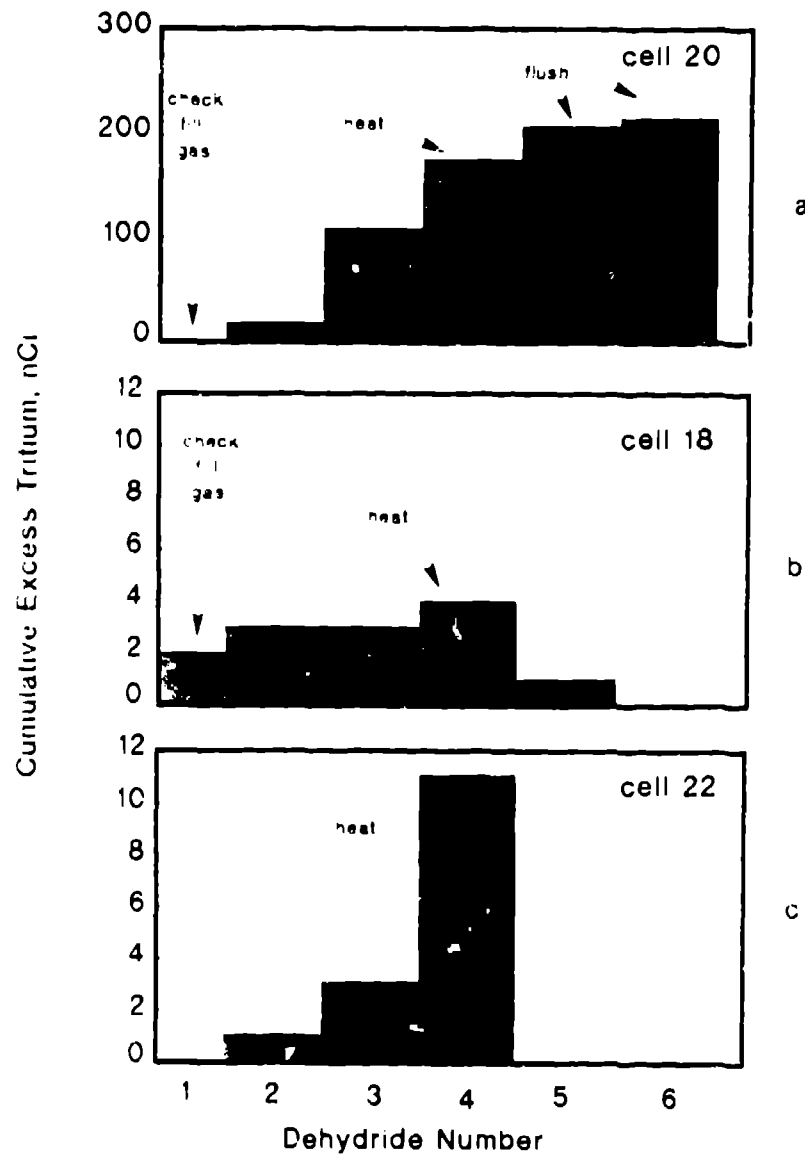 Cumulative Excess Tritium, nCi
300
200
100
0
cell 20
check
gas
heat
flush
a
12
10
8
6
4
2
0
cell 18
check
gas
heat
b
12
10
8
6
4
2
0
cell 22
heat
c
1 2 3 4 5 6
Dehydride Number